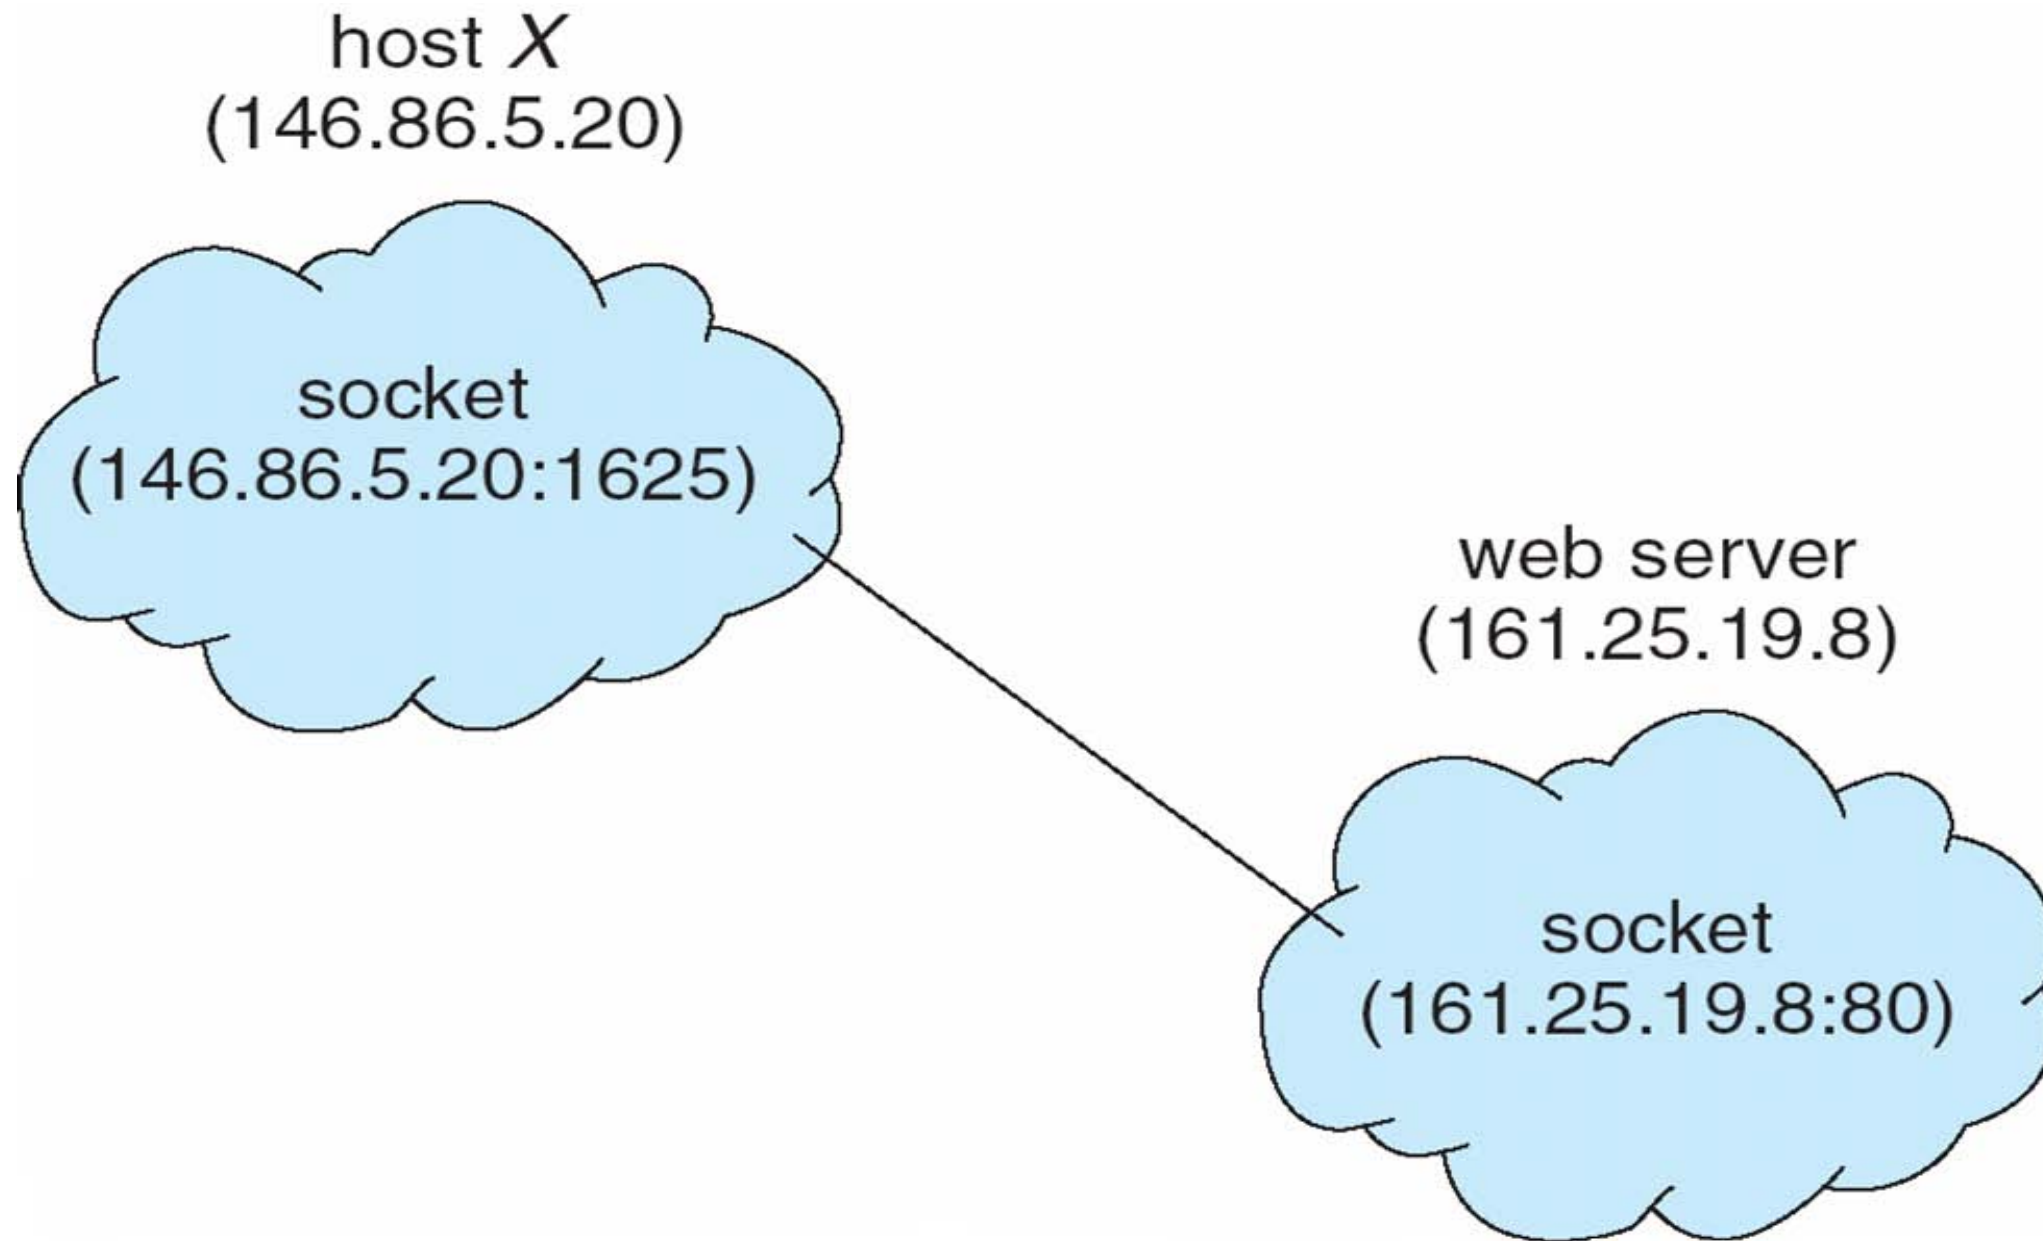 host X
(146.86.5.20)
socket
(146.86.5.20:1625)
web server
(161.25.19.8)
socket
(161.25.19.8:80)